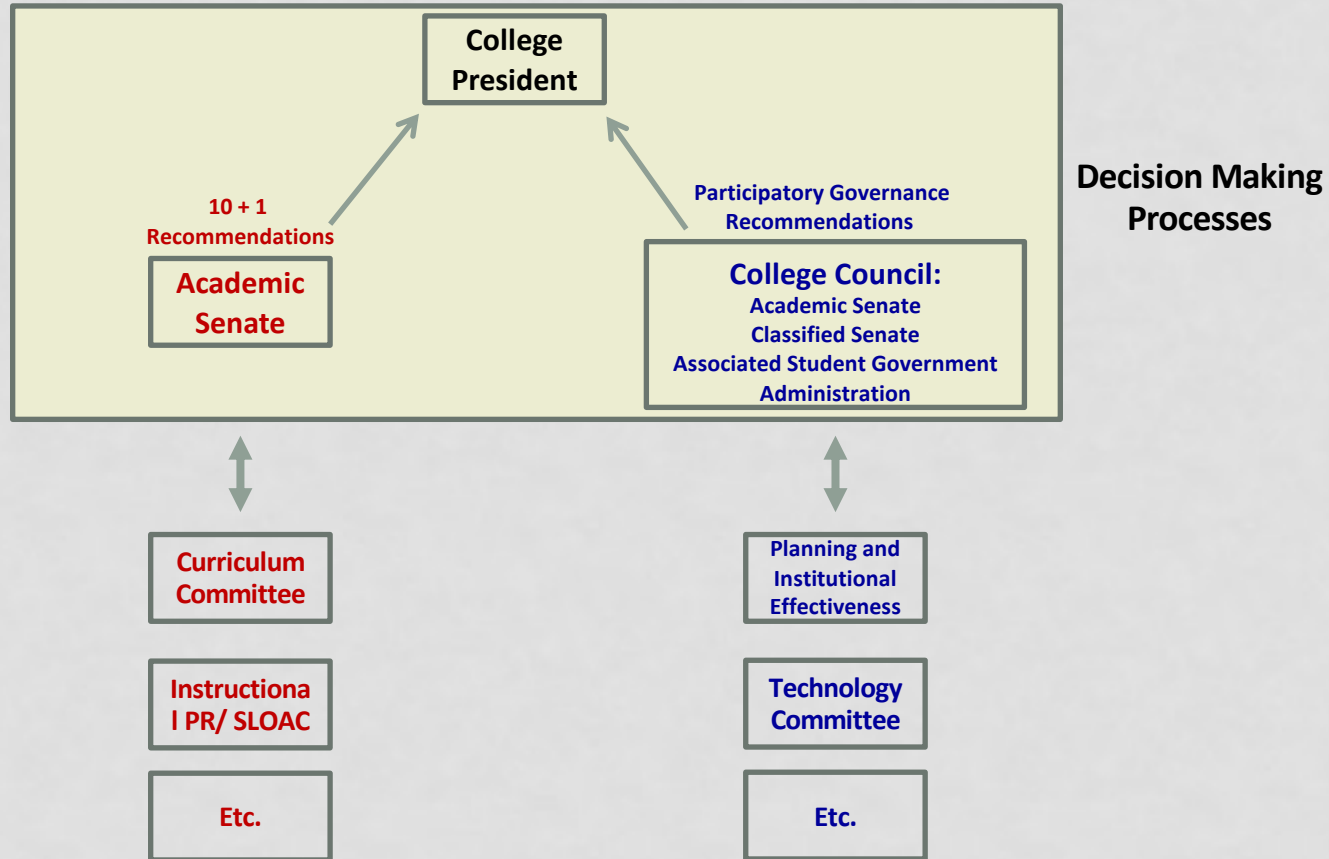 College
President
Decision Making
Processes
10 + 1
Recommendations
Academic
Senate
Participatory Governance
Recommendations
College Council:
Academic Senate
Classified Senate
Associated Student Government
Administration
Curriculum
Committee
Instructiona
l PR/ SLOAC
Etc.
Planning and
Institutional
Effectiveness
Technology
Committee
Etc.